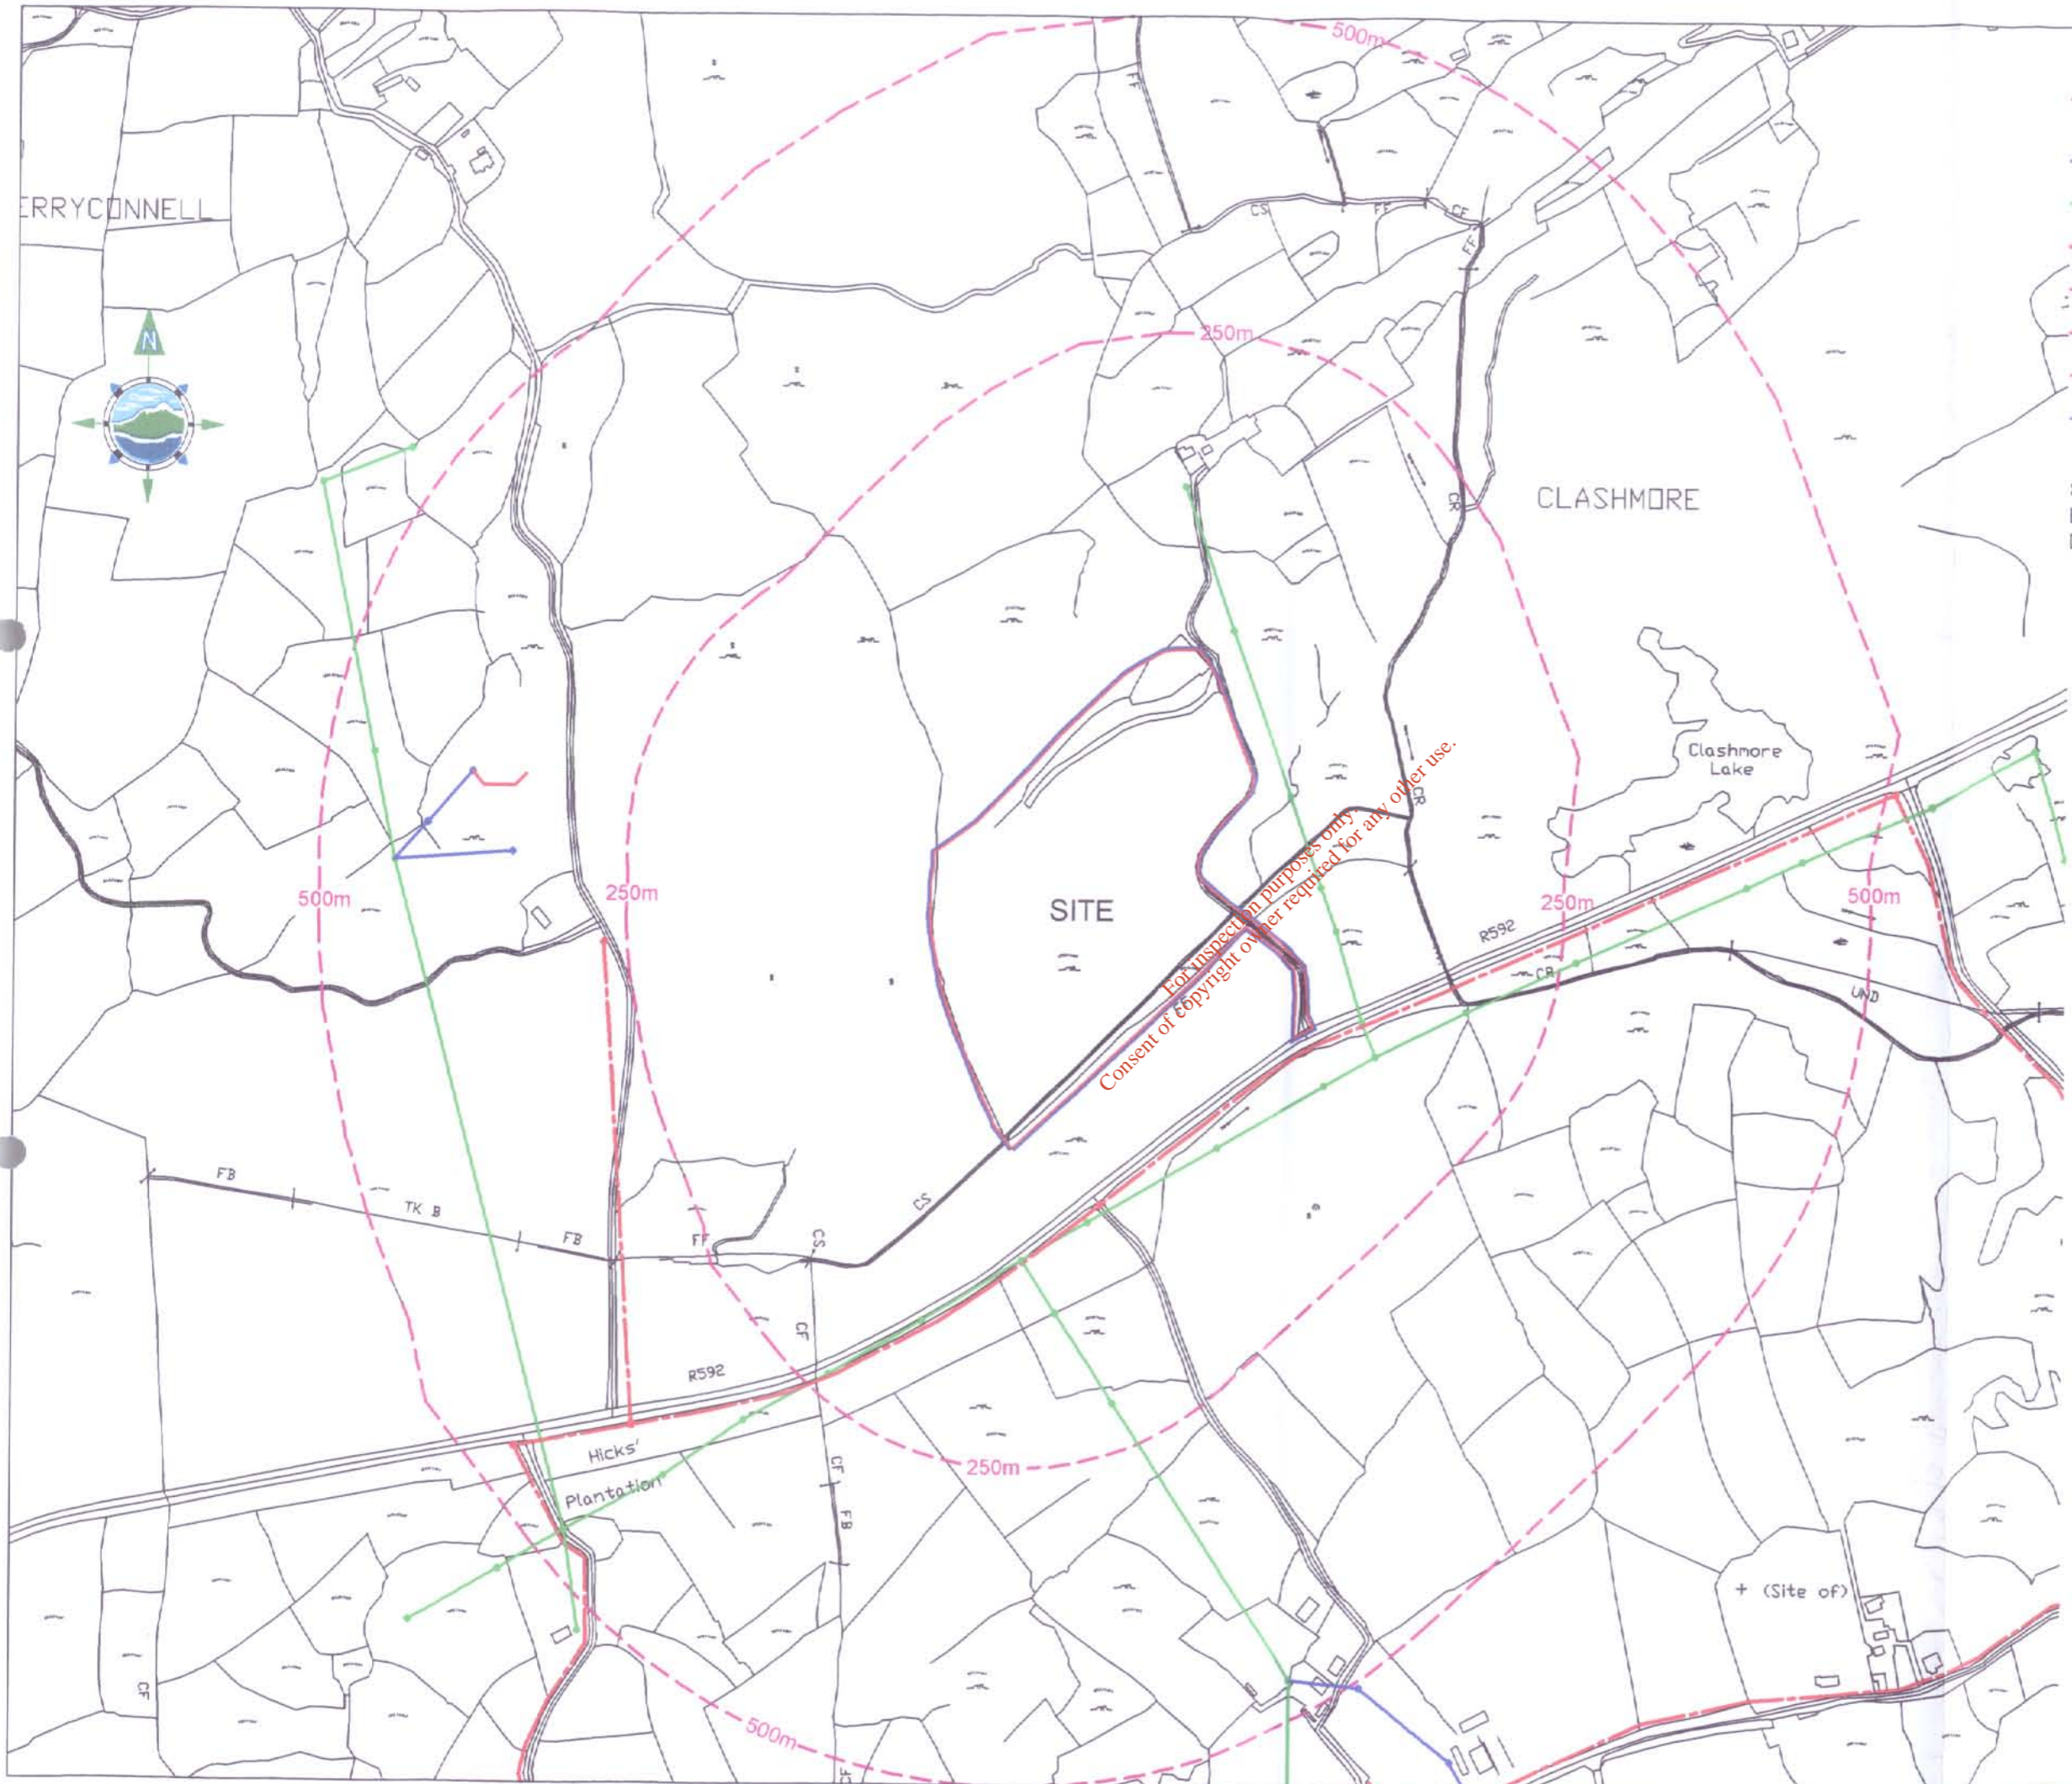 500m
FF
ERRYCONNELL
CS
FF
CF
FF
N
250m
CR
CLASHMORE
Clashmore
Lake
CR
500m
250m
SITE
250m
500m
R592
CR
UND
For inspection purposes only.
Consent of copyright owner required for any other use.
FB
TK B
FB
FF
CS
CS
CF
R592
Hicks'
Plantation
250m
CF
FB
+ (Site of)
CF
500m
CF